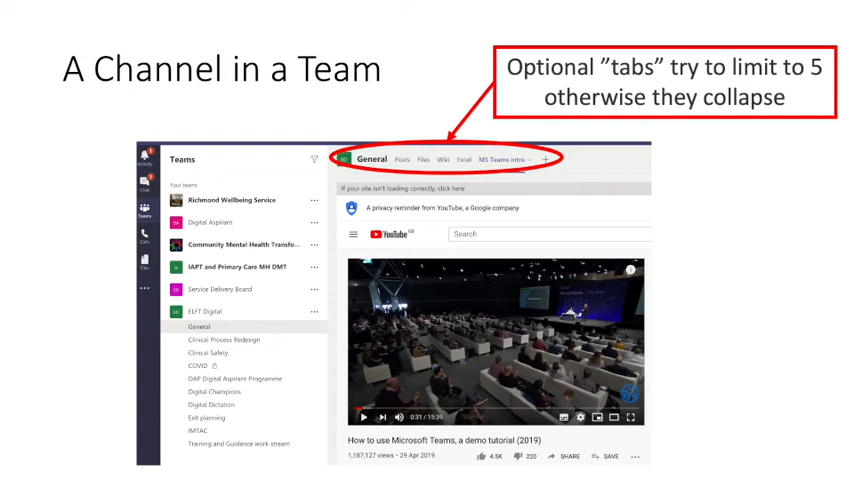 A Channel in a Team
Optional ”tabs” try to limit to 5
otherwise they collapse
Activity
Chat
Teams
Calls
Files
Teams
Your teams
Richmond Wellbeing Service
DA Digital Aspirant
Community Mental Health Transfo...
IAPT and Primary Care MH DMT
Service Delivery Board
ED ELFT Digital
General
Clinical Process Redesign
Clinical Safety
COVID
DAP Digital Aspirant Programme
Digital Champions
Digital Dictation
Exit planning
IMTAC
Training and Guidance work stream
ED General Posts Files Wiki Excel MS Teams intro
If your site isn't loading correctly, click here
A privacy reminder from YouTube, a Google company
YouTube GB Search
0:31 / 15:39
How to use Microsoft Teams, a demo tutorial (2019)
1,187,127 views • 29 Apr 2019 4.5K 220 SHARE SAVE